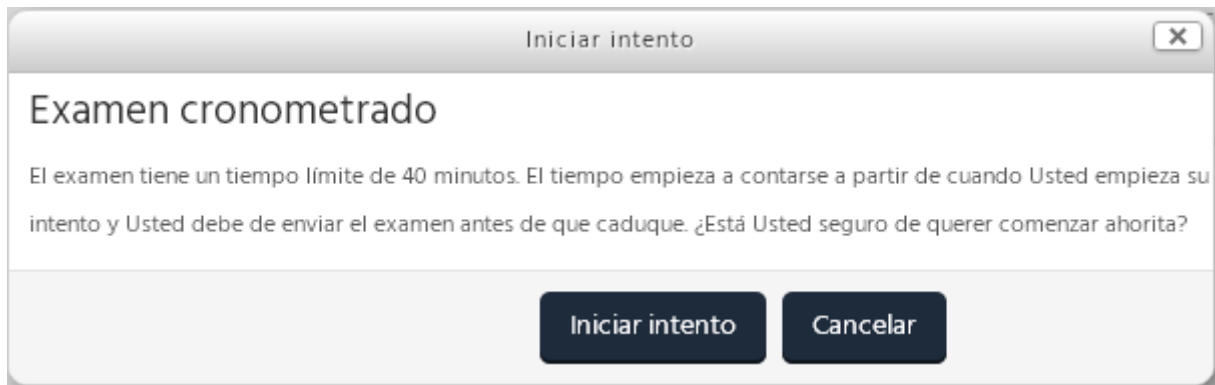 Iniciar intento
Examen cronometrado
El examen tiene un tiempo límite de 40 minutos. El tiempo empieza a contarse a partir de cuando Usted empieza su
intento y Usted debe de enviar el examen antes de que caduque. ¿Está Usted seguro de querer comenzar ahorita?
Iniciar intento Cancelar